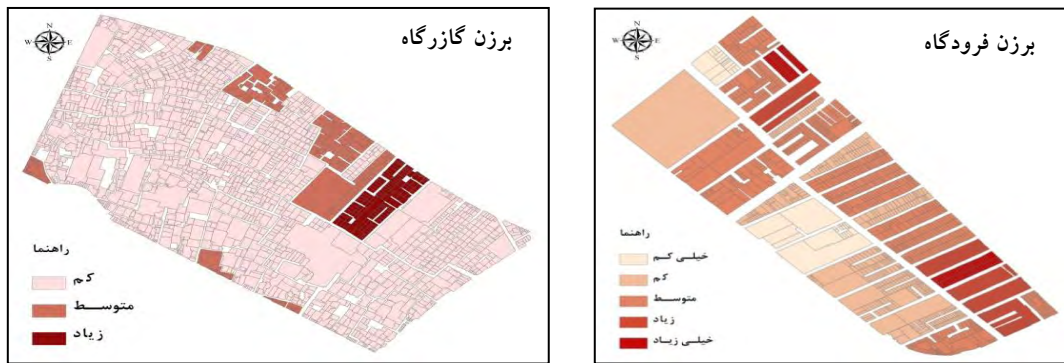 برزن گازرگاه
N
W E
S
راهنما
کم
متوسط
زیاد
برزن فرودگاه
N
W E
S
راهنما
خیلی کم
کم
متوسط
زیاد
خیلی زیاد